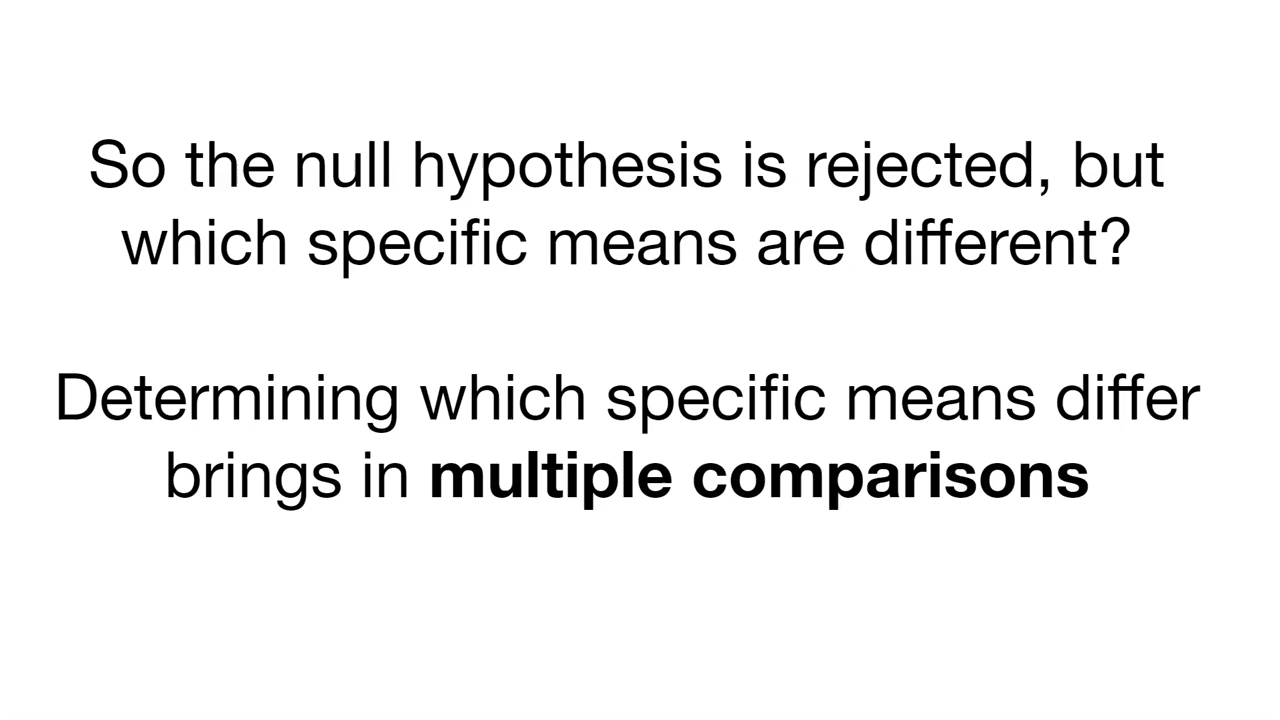 So the null hypothesis is rejected, but
which specific means are different?
Determining which specific means differ
brings in multiple comparisons